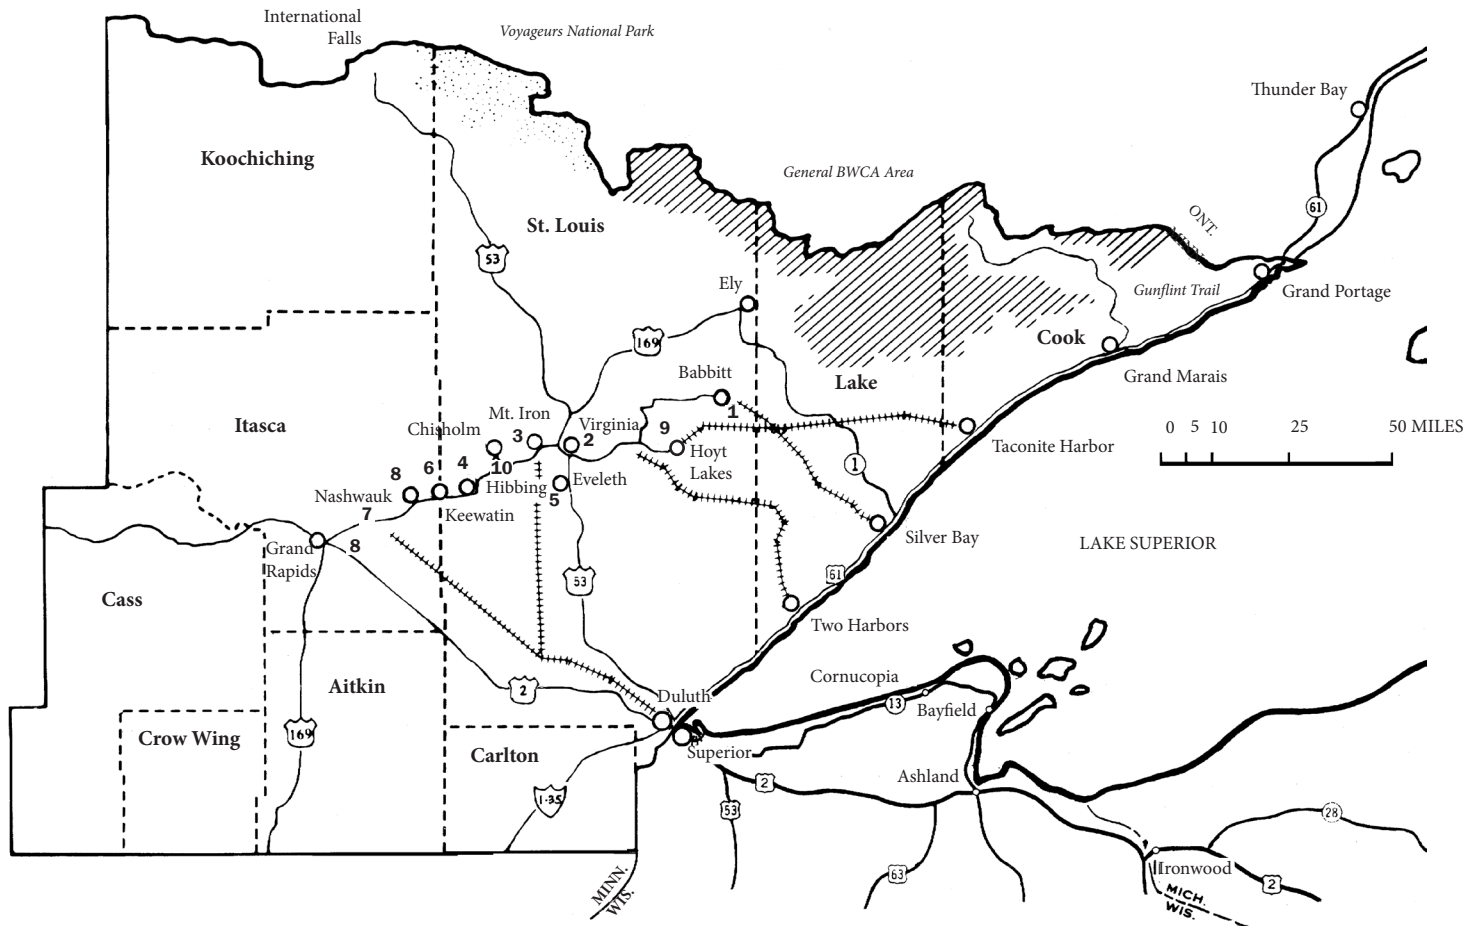 International
Falls
Voyageurs National Park
Thunder Bay
Koochiching
General BWCA Area
61
ONT.
St. Louis
53
Ely
Gunflint Trail
Grand Portage
169
Cook
Babbitt
Lake
Grand Marais
1
Mt. Iron
Itasca
Chisholm
3
Virginia
2
9
0 5 10 25 50 MILES
Taconite Harbor
Hoyt
Lakes
8
6
4
10
Hibbing
5
Eveleth
1
Nashwauk
7
Keewatin
Silver Bay
Grand
Rapids
8
LAKE SUPERIOR
53
61
Cass
Two Harbors
Cornucopia
Aitkin
2
Duluth
13
Bayfield
169
Crow Wing
Carlton
Superior
Ashland
2
I-35
53
28
MINN.
WIS.
63
Ironwood
2
MICH.
WIS.